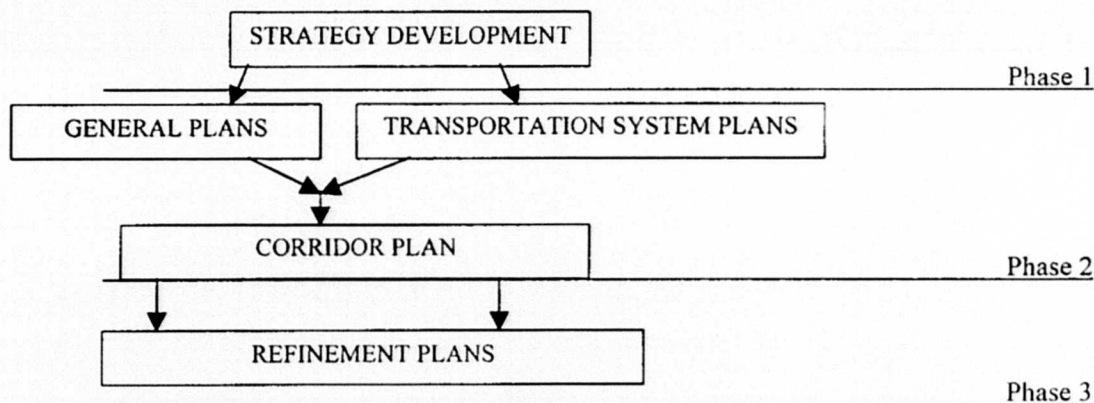 STRATEGY DEVELOPMENT
Phase 1
GENERAL PLANS
TRANSPORTATION SYSTEM PLANS
CORRIDOR PLAN
Phase 2
REFINEMENT PLANS
Phase 3